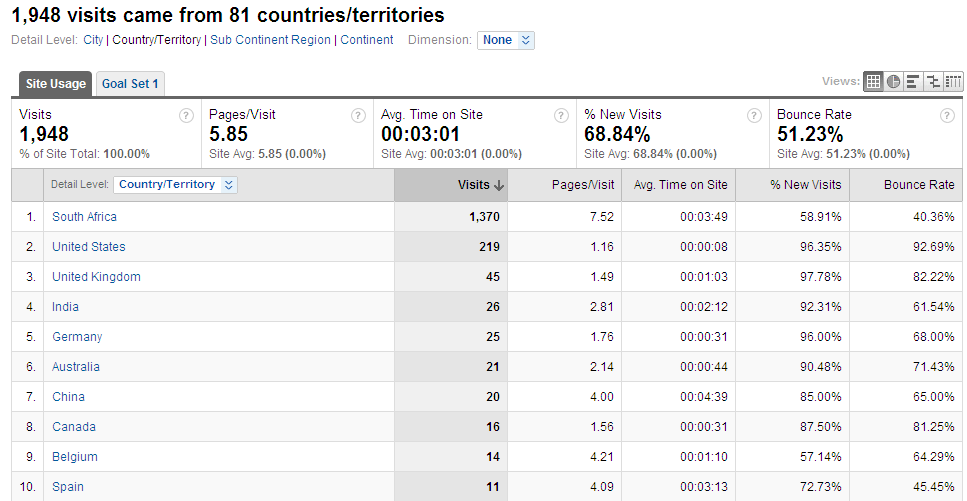 1,948 visits came from 81 countries/territories
Detail Level: City | Country/Territory | Sub Continent Region | Continent Dimension: None
Site Usage Goal Set 1 Views:
Visits ? Pages/Visit ? Avg. Time on Site ? % New Visits ? Bounce Rate ?
1,948 5.85 00:03:01 68.84% 51.23%
% of Site Total: 100.00% Site Avg: 5.85 (0.00%) Site Avg: 00:03:01 (0.00%) Site Avg: 68.84% (0.00%) Site Avg: 51.23% (0.00%)
Detail Level: Country/Territory Visits Pages/Visit Avg. Time on Site % New Visits Bounce Rate
1. South Africa 1,370 7.52 00:03:49 58.91% 40.36%
2. United States 219 1.16 00:00:08 96.35% 92.69%
3. United Kingdom 45 1.49 00:01:03 97.78% 82.22%
4. India 26 2.81 00:02:12 92.31% 61.54%
5. Germany 25 1.76 00:00:31 96.00% 68.00%
6. Australia 21 2.14 00:00:44 90.48% 71.43%
7. China 20 4.00 00:04:39 85.00% 65.00%
8. Canada 16 1.56 00:00:31 87.50% 81.25%
9. Belgium 14 4.21 00:01:10 57.14% 64.29%
10. Spain 11 4.09 00:03:13 72.73% 45.45%